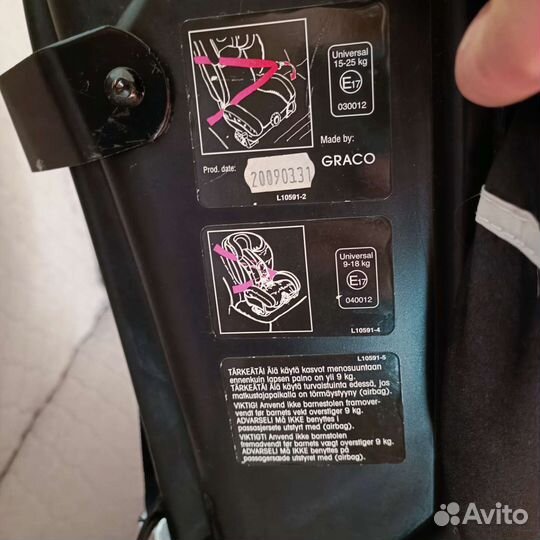 Universal
15-25 kg
E17
030012
Made by:
GRACO
Prod. date:
20090331
L10591-2
Universal
9-18 kg
E17
040012
L10591-4
L10591-5
TÄRKEÄTÄ! Älä käytä kasvot menosuuntaan
ennenkuin lapsen paino on yli 9 kg.
TÄRKEÄTÄ! Älä käytä turvaistuinta edessä, jos
matkustajapaikalla on törmäystyyny (airbag).
VIKTIG! Anvend ikke barnestolen framover-
vendt før barnets vekt overstiger 9 kg.
ADVARSEL! Må IKKE benyttes i
passasjersete utstyrt med (airbag).
VIGTIGT! Anvend ikke barnstolen
fremadvendt før barnets vægt overstiger 9 kg.
ADVARSEL! Må IKKE benyttes på
passagersæde utstyret med (airbag).
Avito